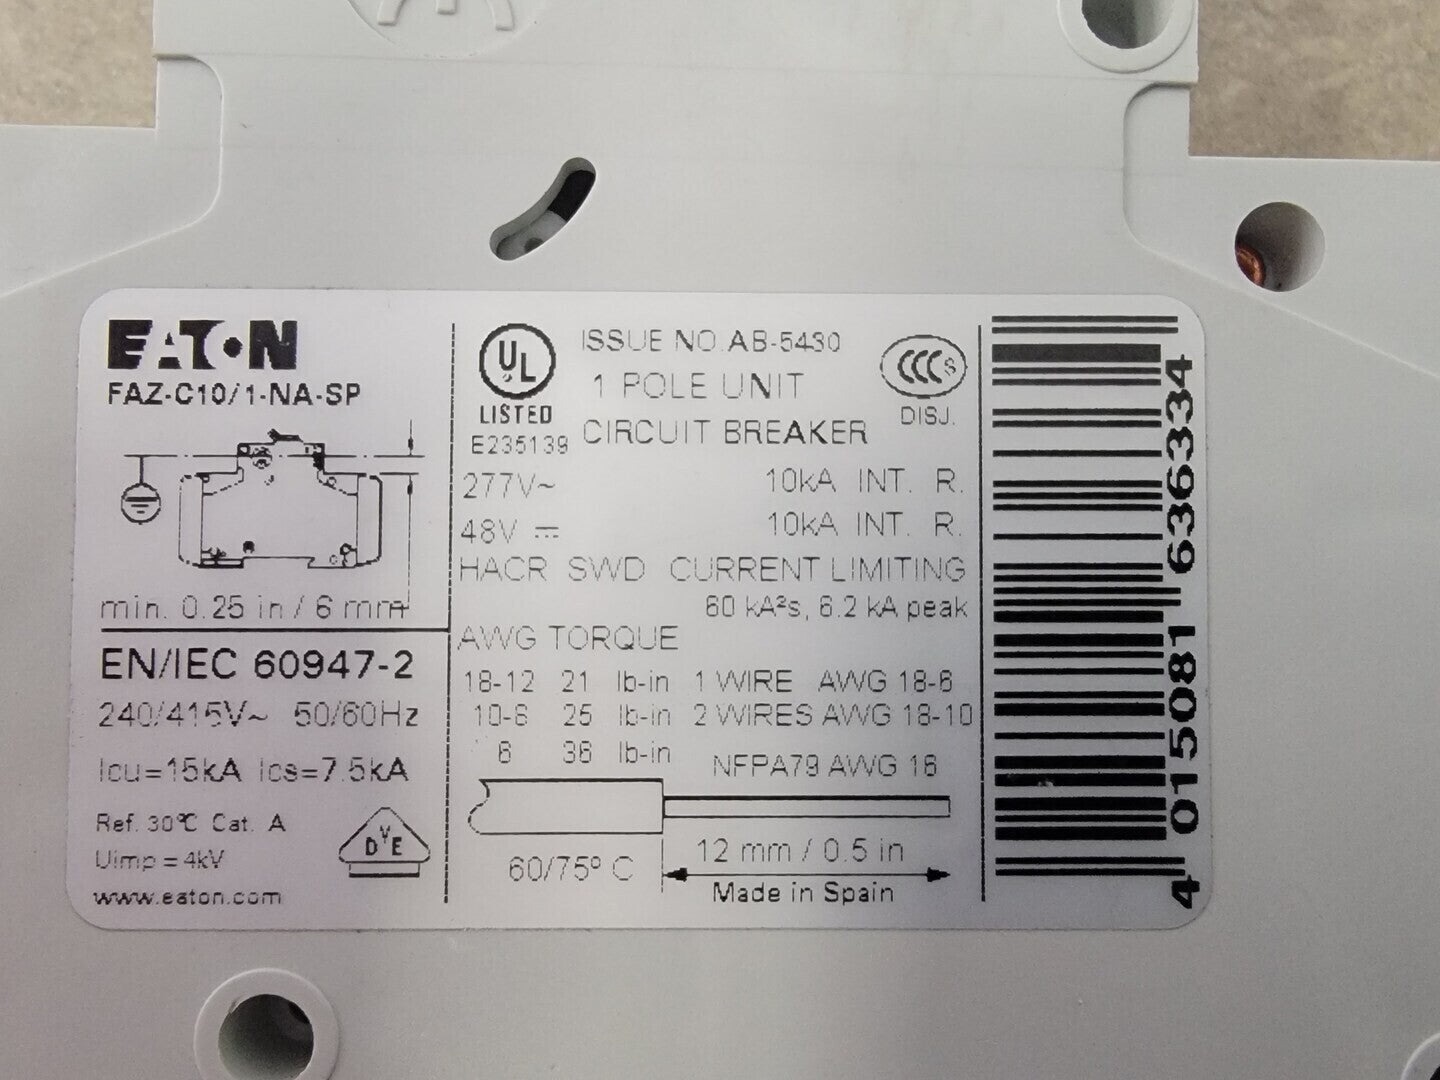 EATON
FAZ-C10/1-NA-SP
min. 0.25 in / 6 mm
EN/IEC 60947-2
240/415V~ 50/60Hz
Icu=15kA Ics=7.5kA
Ref. 30°C Cat. A
Uimp = 4kV
www.eaton.com
VDE
UL
LISTED
E235139
ISSUE NO. AB-5430
1 POLE UNIT
CIRCUIT BREAKER
CCC S
DISJ.
277V~ 10kA INT. R.
48V ⎓ 10kA INT. R.
HACR SWD CURRENT LIMITING
60 kA²s, 6.2 kA peak
AWG TORQUE
18-12 21 lb-in 1 WIRE AWG 18-6
10-8 25 lb-in 2 WIRES AWG 18-10
6 36 lb-in NFPA79 AWG 16
60/75° C
12 mm / 0.5 in
Made in Spain
4 015081 636334